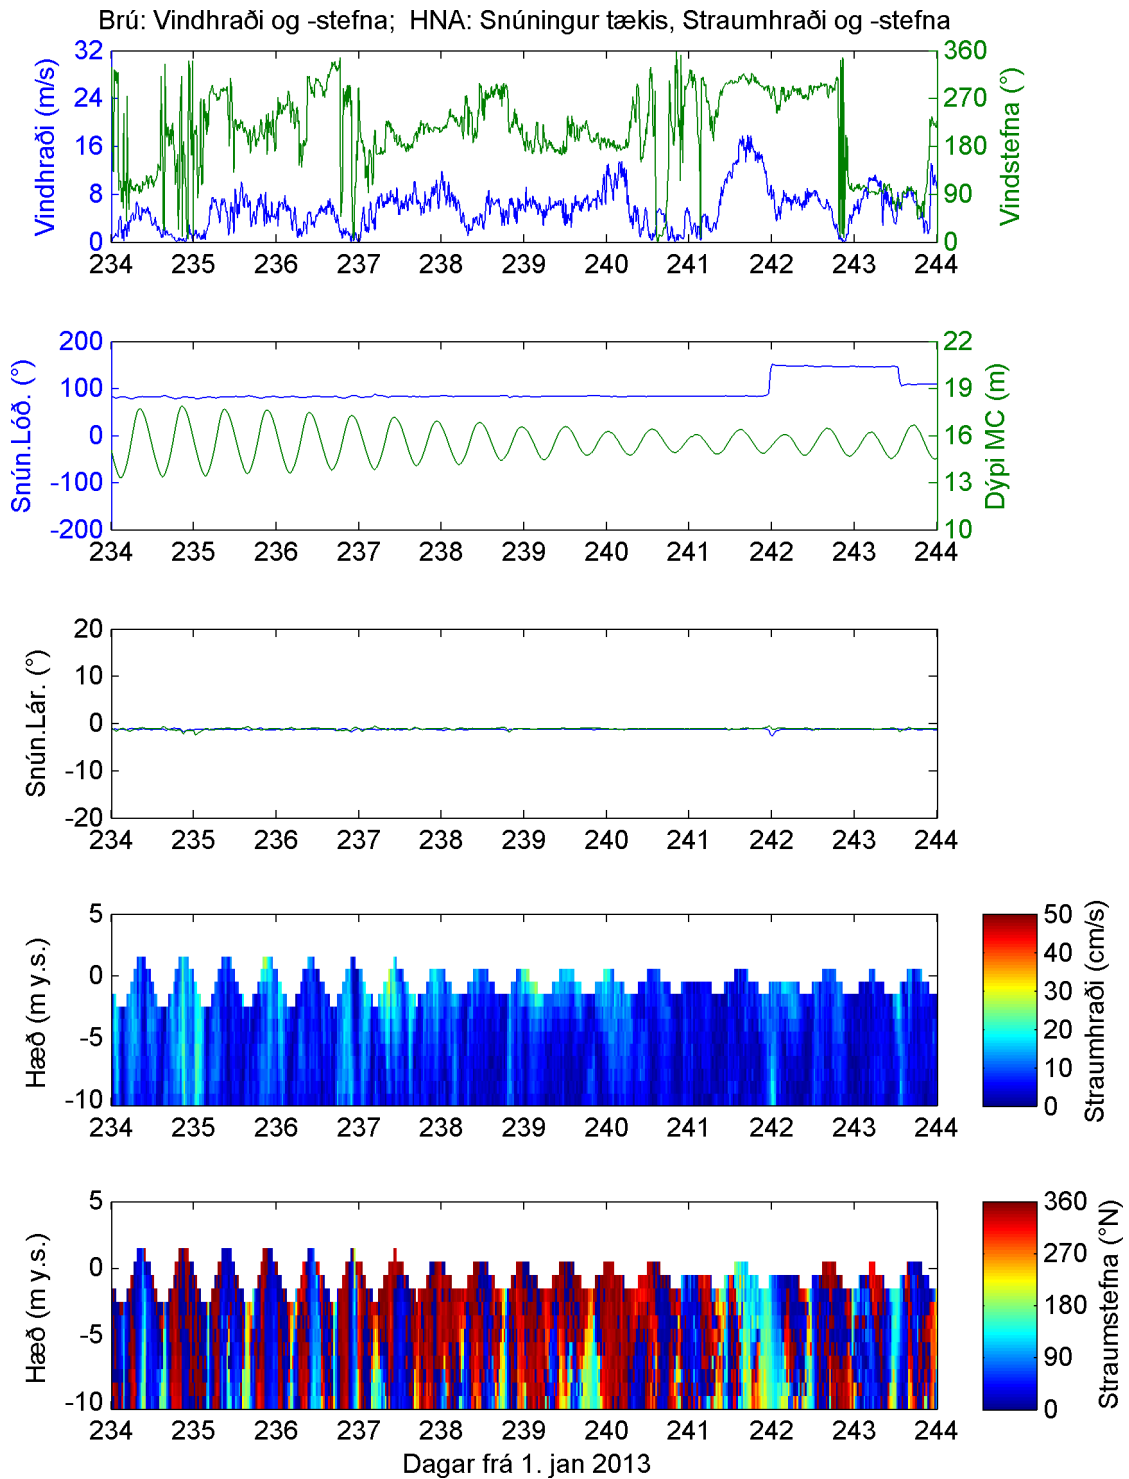 Brú: Vindhraði og -stefna;  HNA: Snúningur tækis, Straumhraði og -stefna
Vindhraði (m/s)
32
24
16
8
0
360
270
180
90
0
Vindstefna (°)
234 235 236 237 238 239 240 241 242 243 244
Snún.Lóð. (°)
200
100
0
-100
-200
22
19
16
13
10
Dýpi MC (m)
234 235 236 237 238 239 240 241 242 243 244
Snún.Lár. (°)
20
10
0
-10
-20
234 235 236 237 238 239 240 241 242 243 244
Hæð (m y.s.)
5
0
-5
-10
234 235 236 237 238 239 240 241 242 243 244
50
40
30
20
10
0
Straumhraði (cm/s)
Hæð (m y.s.)
5
0
-5
-10
234 235 236 237 238 239 240 241 242 243 244
360
270
180
90
0
Straumstefna (°N)
Dagar frá 1. jan 2013